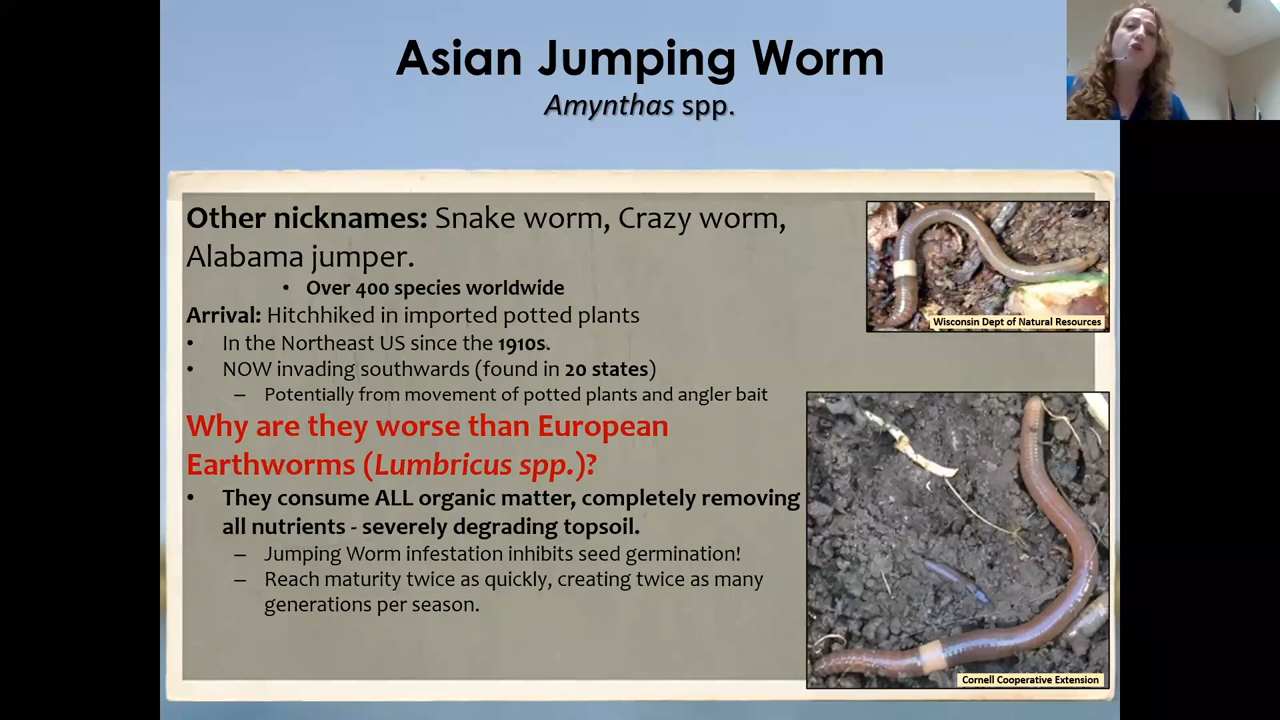 Asian Jumping Worm
Amynthas spp.
Other nicknames: Snake worm, Crazy worm,
Alabama jumper.
• Over 400 species worldwide
Arrival: Hitchhiked in imported potted plants
• In the Northeast US since the 1910s.
• NOW invading southwards (found in 20 states)
– Potentially from movement of potted plants and angler bait
Why are they worse than European
Earthworms (Lumbricus spp.)?
• They consume ALL organic matter, completely removing
all nutrients - severely degrading topsoil.
– Jumping Worm infestation inhibits seed germination!
– Reach maturity twice as quickly, creating twice as many
generations per season.
Wisconsin Dept of Natural Resources
Cornell Cooperative Extension